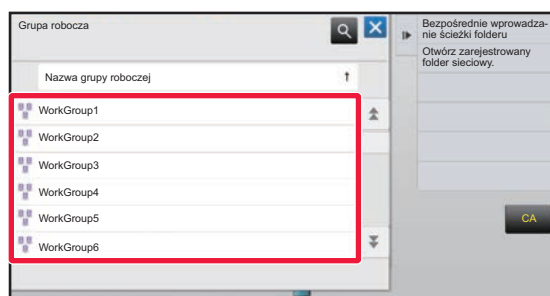 Grupa robocza
Nazwa grupy roboczej
WorkGroup1
WorkGroup2
WorkGroup3
WorkGroup4
WorkGroup5
WorkGroup6
Bezpośrednie wprowadza-
nie ścieżki folderu
Otwórz zarejestrowany
folder sieciowy.
CA